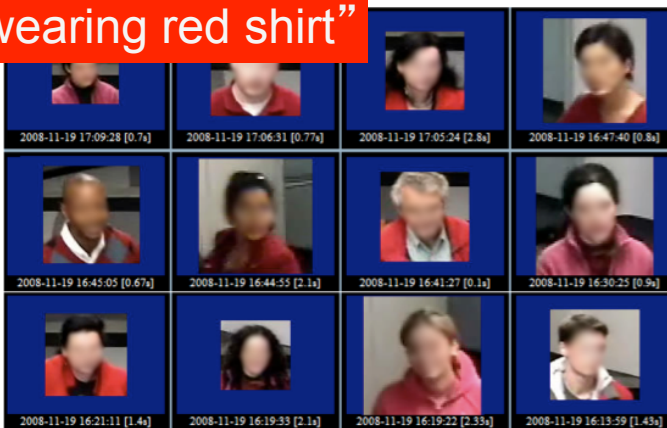 wearing red shirt”
2008-11-19 17:09:28 [0.7s] 2008-11-19 17:06:31 [0.77s] 2008-11-19 17:05:24 [2.8s] 2008-11-19 16:47:40 [0.8s]
2008-11-19 16:45:05 [0.67s] 2008-11-19 16:44:55 [2.1s] 2008-11-19 16:41:27 [0.1s] 2008-11-19 16:30:25 [0.9s]
2008-11-19 16:21:11 [1.4s] 2008-11-19 16:19:33 [2.1s] 2008-11-19 16:19:22 [2.33s] 2008-11-19 16:13:59 [1.43s]